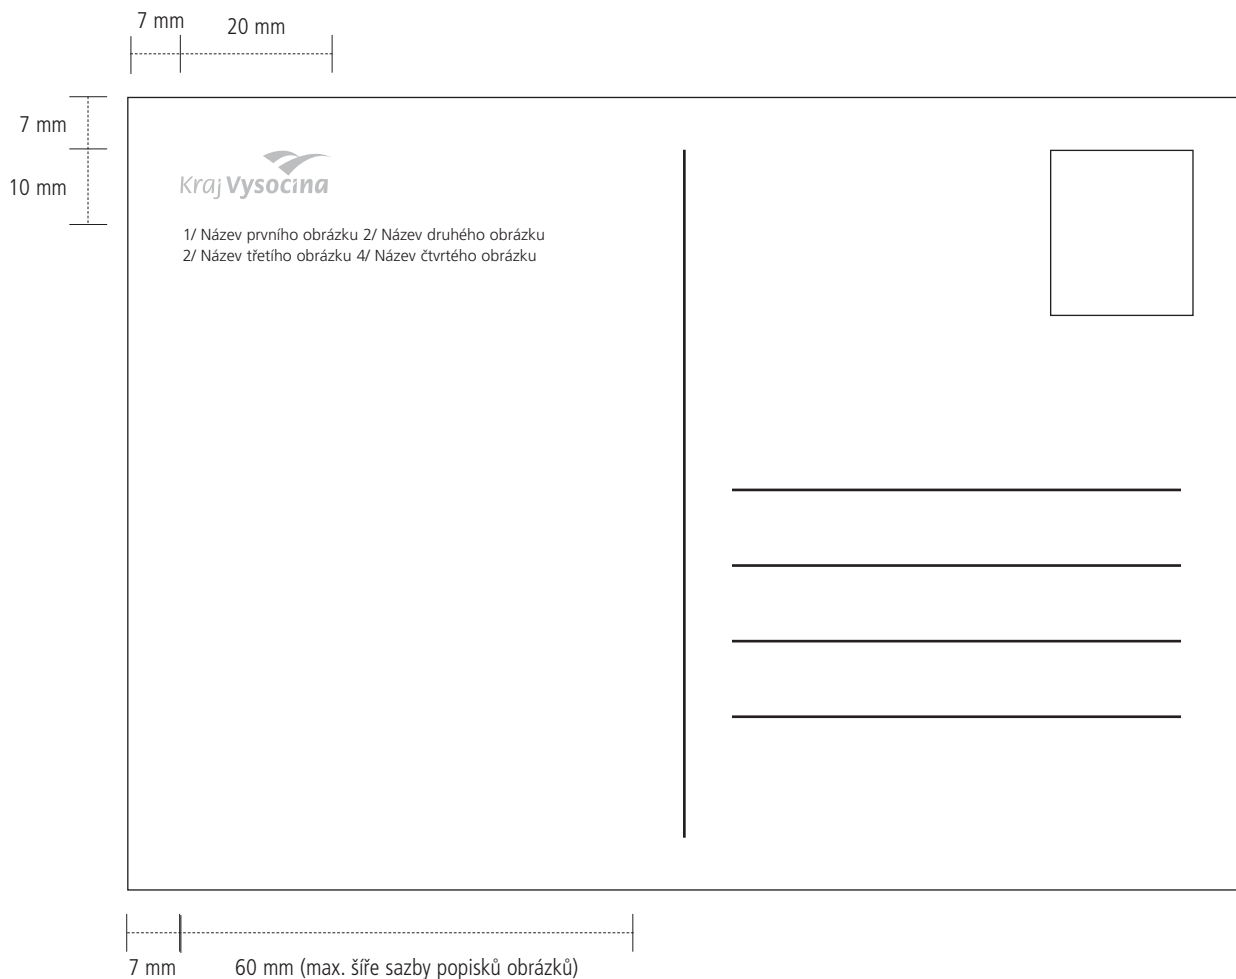 7 mm
20 mm
7 mm
10 mm
Kraj Vysočina
1/ Název prvního obrázku 2/ Název druhého obrázku
2/ Název třetího obrázku 4/ Název čtvrtého obrázku
7 mm
60 mm (max. šíře sazby popisků obrázků)